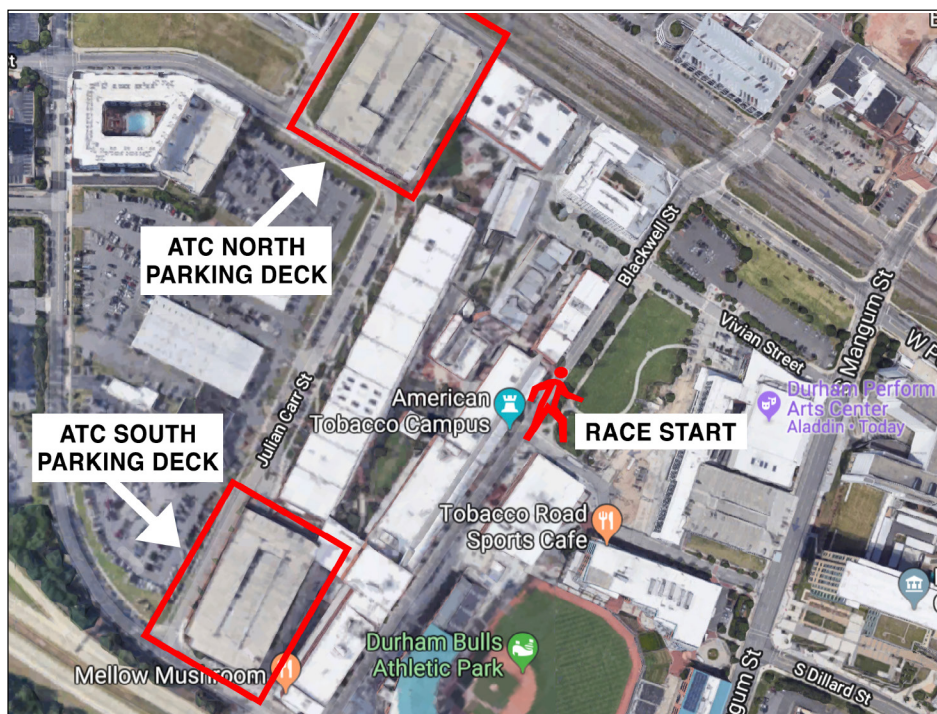 st
E
ATC NORTH
PARKING DECK
Blackwell St
Vivian Street
S Mangum St
W P
American
Tobacco Campus
Durham Perform
Arts Center
Aladdin • Today
ATC SOUTH
PARKING DECK
Julian Carr St
RACE START
Tobacco Road
Sports Cafe
Durham Bulls
Athletic Park
Mellow Mushroom
gum St
S Dillard St